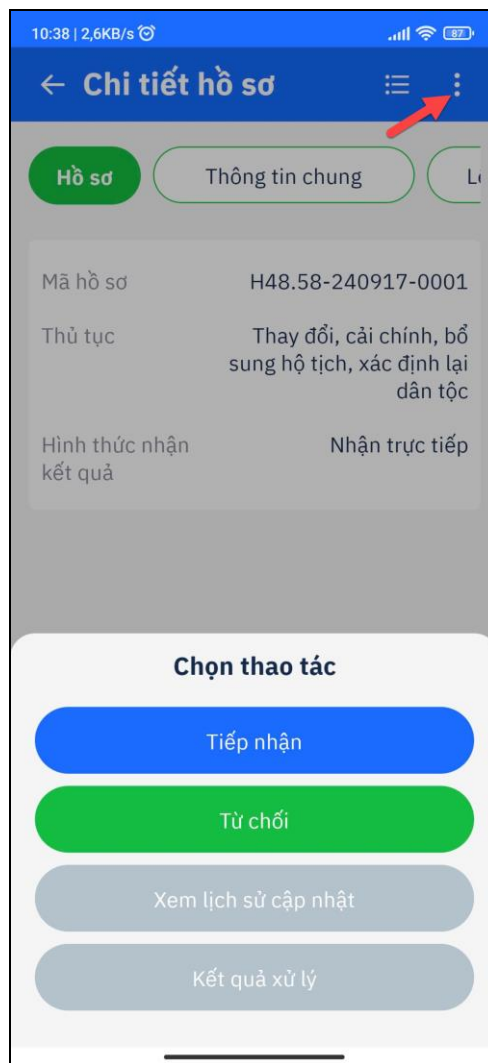 10:38 | 2,6KB/s
87
Chi tiết hồ sơ
Hồ sơ
Thông tin chung
Mã hồ sơ
H48.58-240917-0001
Thủ tục
Thay đổi, cải chính, bổ
sung hộ tịch, xác định lại
dân tộc
Hình thức nhận
kết quả
Nhận trực tiếp
Chọn thao tác
Tiếp nhận
Từ chối
Xem lịch sử cập nhật
Kết quả xử lý